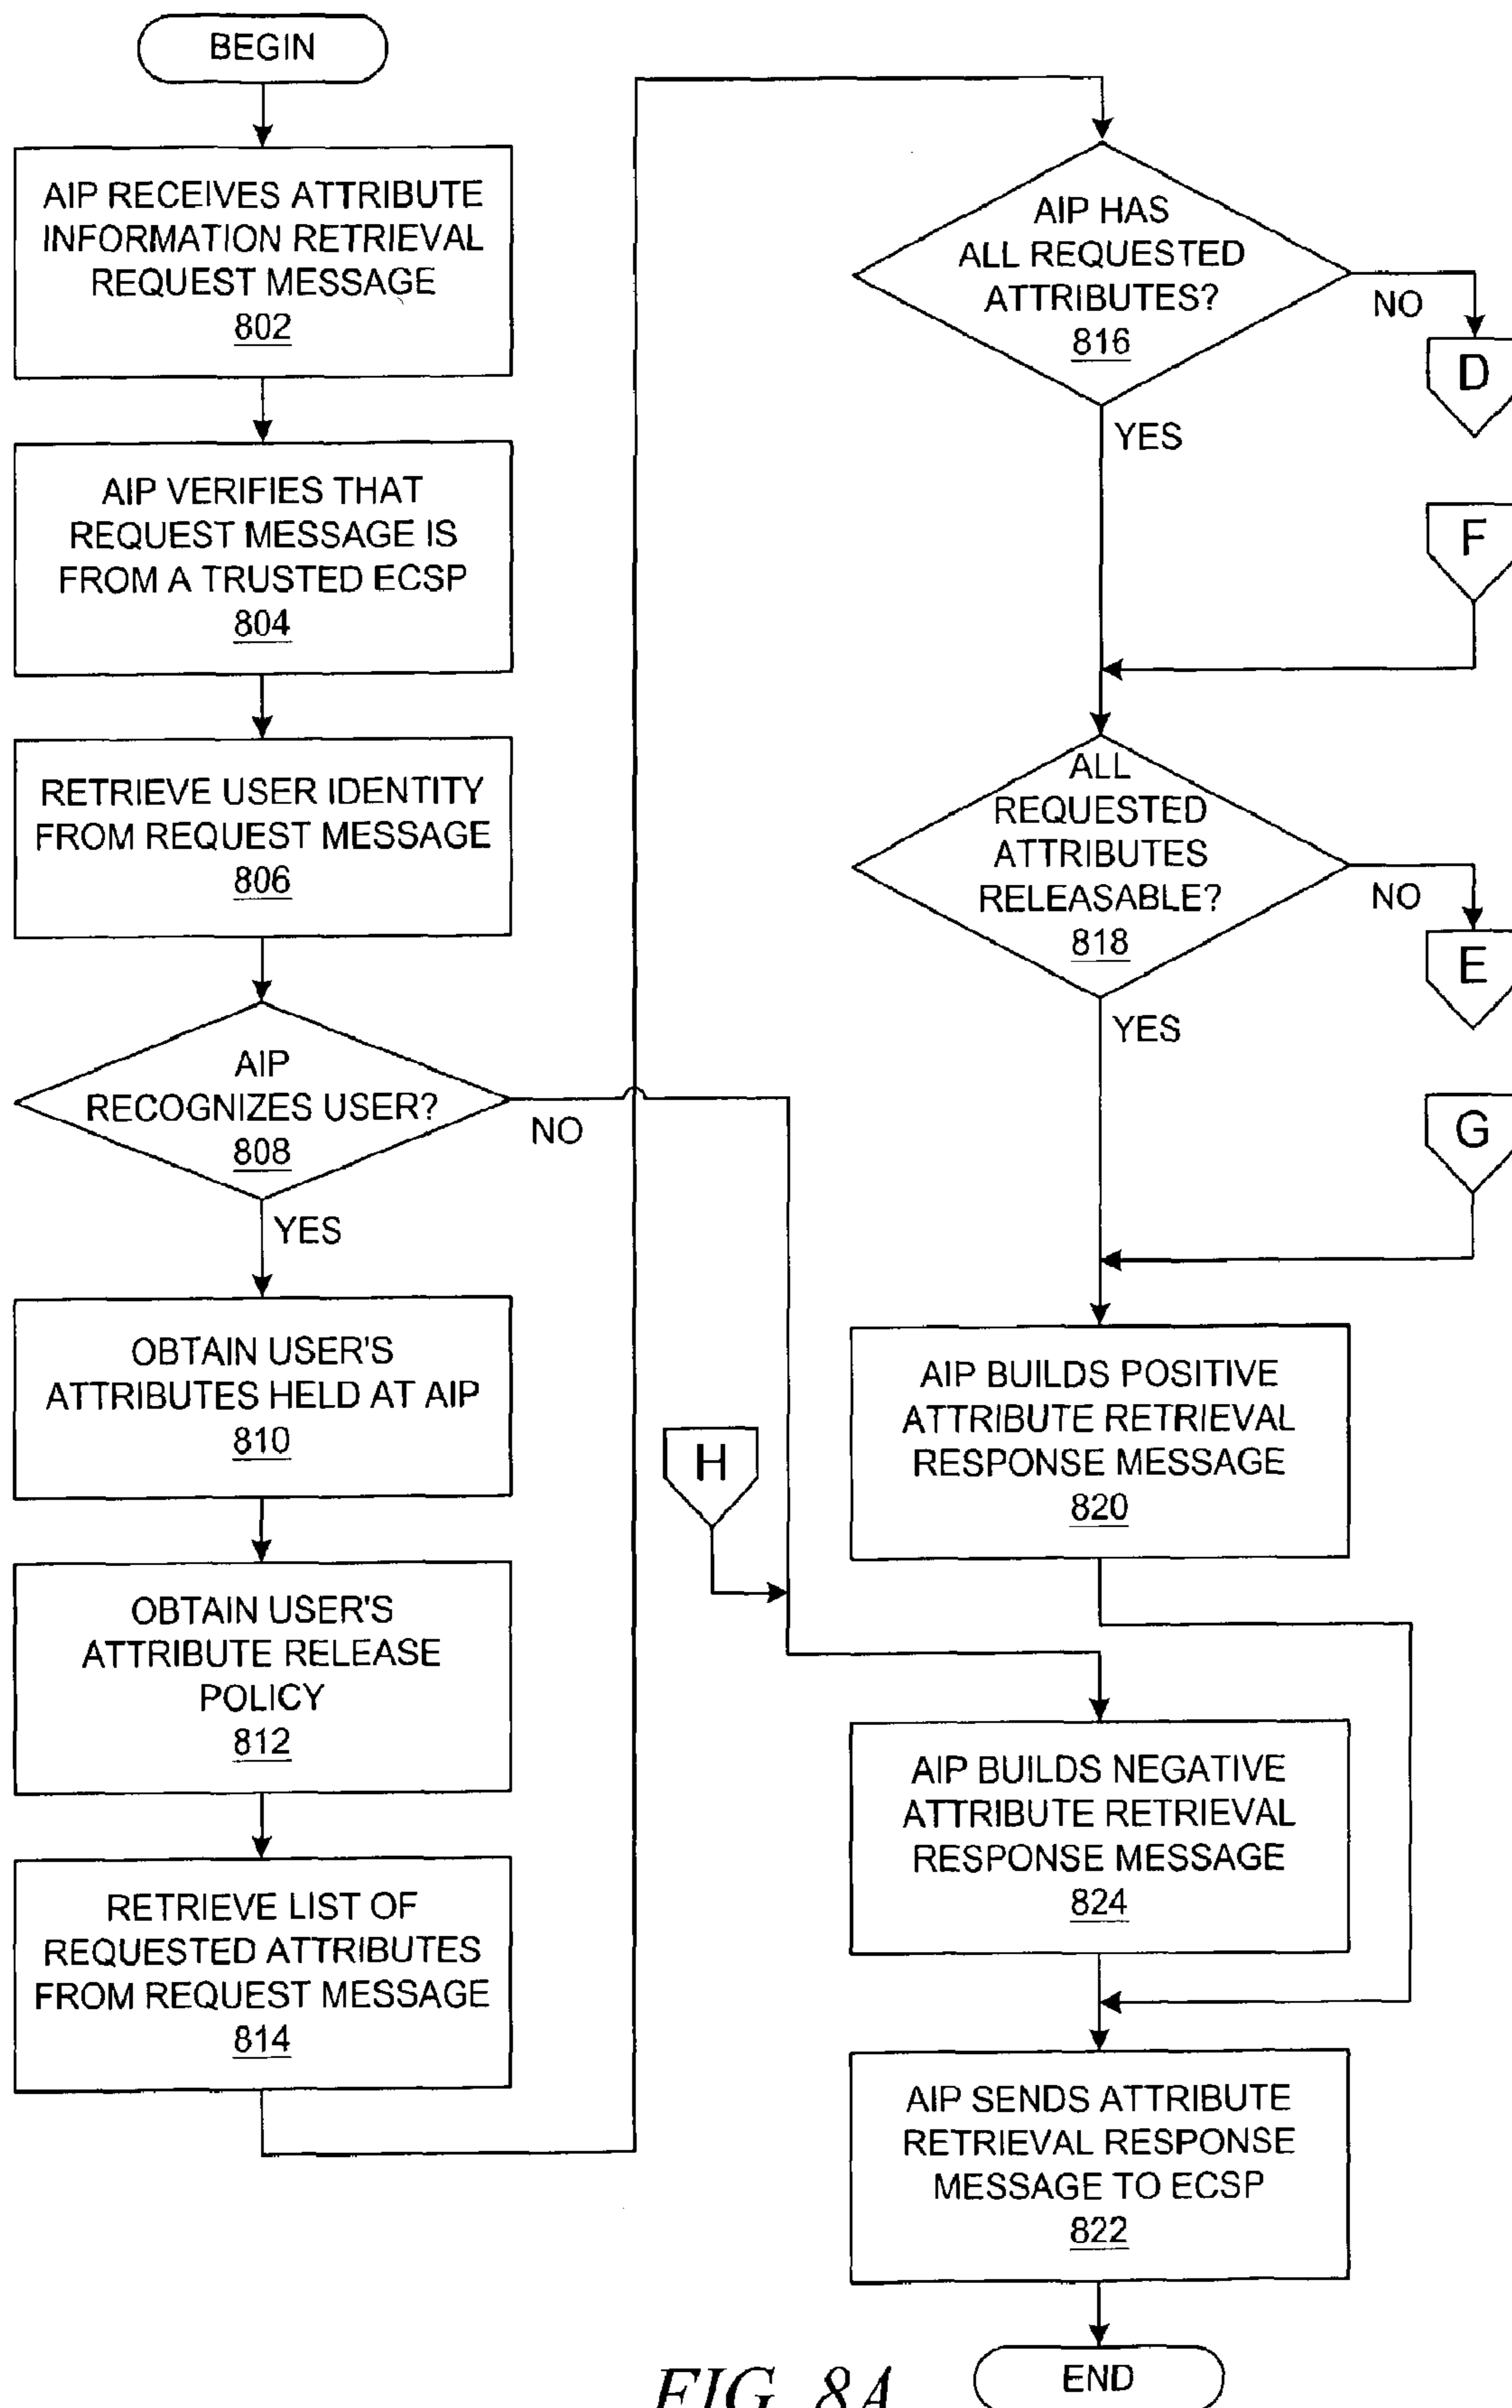 BEGIN
AIP RECEIVES ATTRIBUTE
INFORMATION RETRIEVAL
REQUEST MESSAGE
802
AIP VERIFIES THAT
REQUEST MESSAGE IS
FROM A TRUSTED ECSP
804
RETRIEVE USER IDENTITY
FROM REQUEST MESSAGE
806
AIP
RECOGNIZES USER?
808
NO
YES
OBTAIN USER'S
ATTRIBUTES HELD AT AIP
810
OBTAIN USER'S
ATTRIBUTE RELEASE
POLICY
812
RETRIEVE LIST OF
REQUESTED ATTRIBUTES
FROM REQUEST MESSAGE
814
AIP HAS
ALL REQUESTED
ATTRIBUTES?
816
NO
D
YES
F
ALL
REQUESTED
ATTRIBUTES
RELEASABLE?
818
NO
E
YES
G
AIP BUILDS POSITIVE
ATTRIBUTE RETRIEVAL
RESPONSE MESSAGE
820
H
AIP BUILDS NEGATIVE
ATTRIBUTE RETRIEVAL
RESPONSE MESSAGE
824
AIP SENDS ATTRIBUTE
RETRIEVAL RESPONSE
MESSAGE TO ECSP
822
END
FIG. 8A